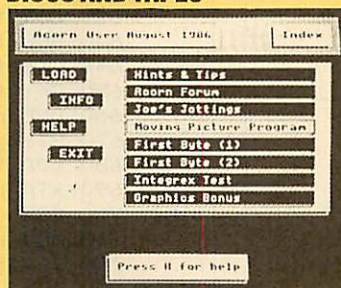 DISCS AND TAPES
Acorn User August 1986 Index
LOAD
INFO
HELP
EXIT
Hints & Tips
Acorn Forum
Joe's Jottings
Moving Picture Program
First Byte (1)
First Byte (2)
Integrex Test
Graphics Bonus
Press H for help